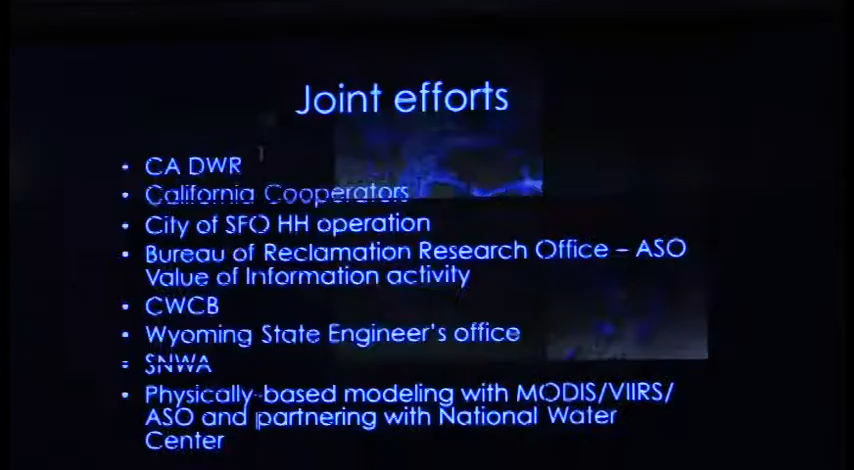 Joint efforts
• CA DWR
• California Cooperators
• City of SFO HH operation
• Bureau of Reclamation Research Office – ASO
Value of Information activity
• CWCB
• Wyoming State Engineer's office
• SNWA
• Physically-based modeling with MODIS/VIIRS/
ASO and partnering with National Water
Center